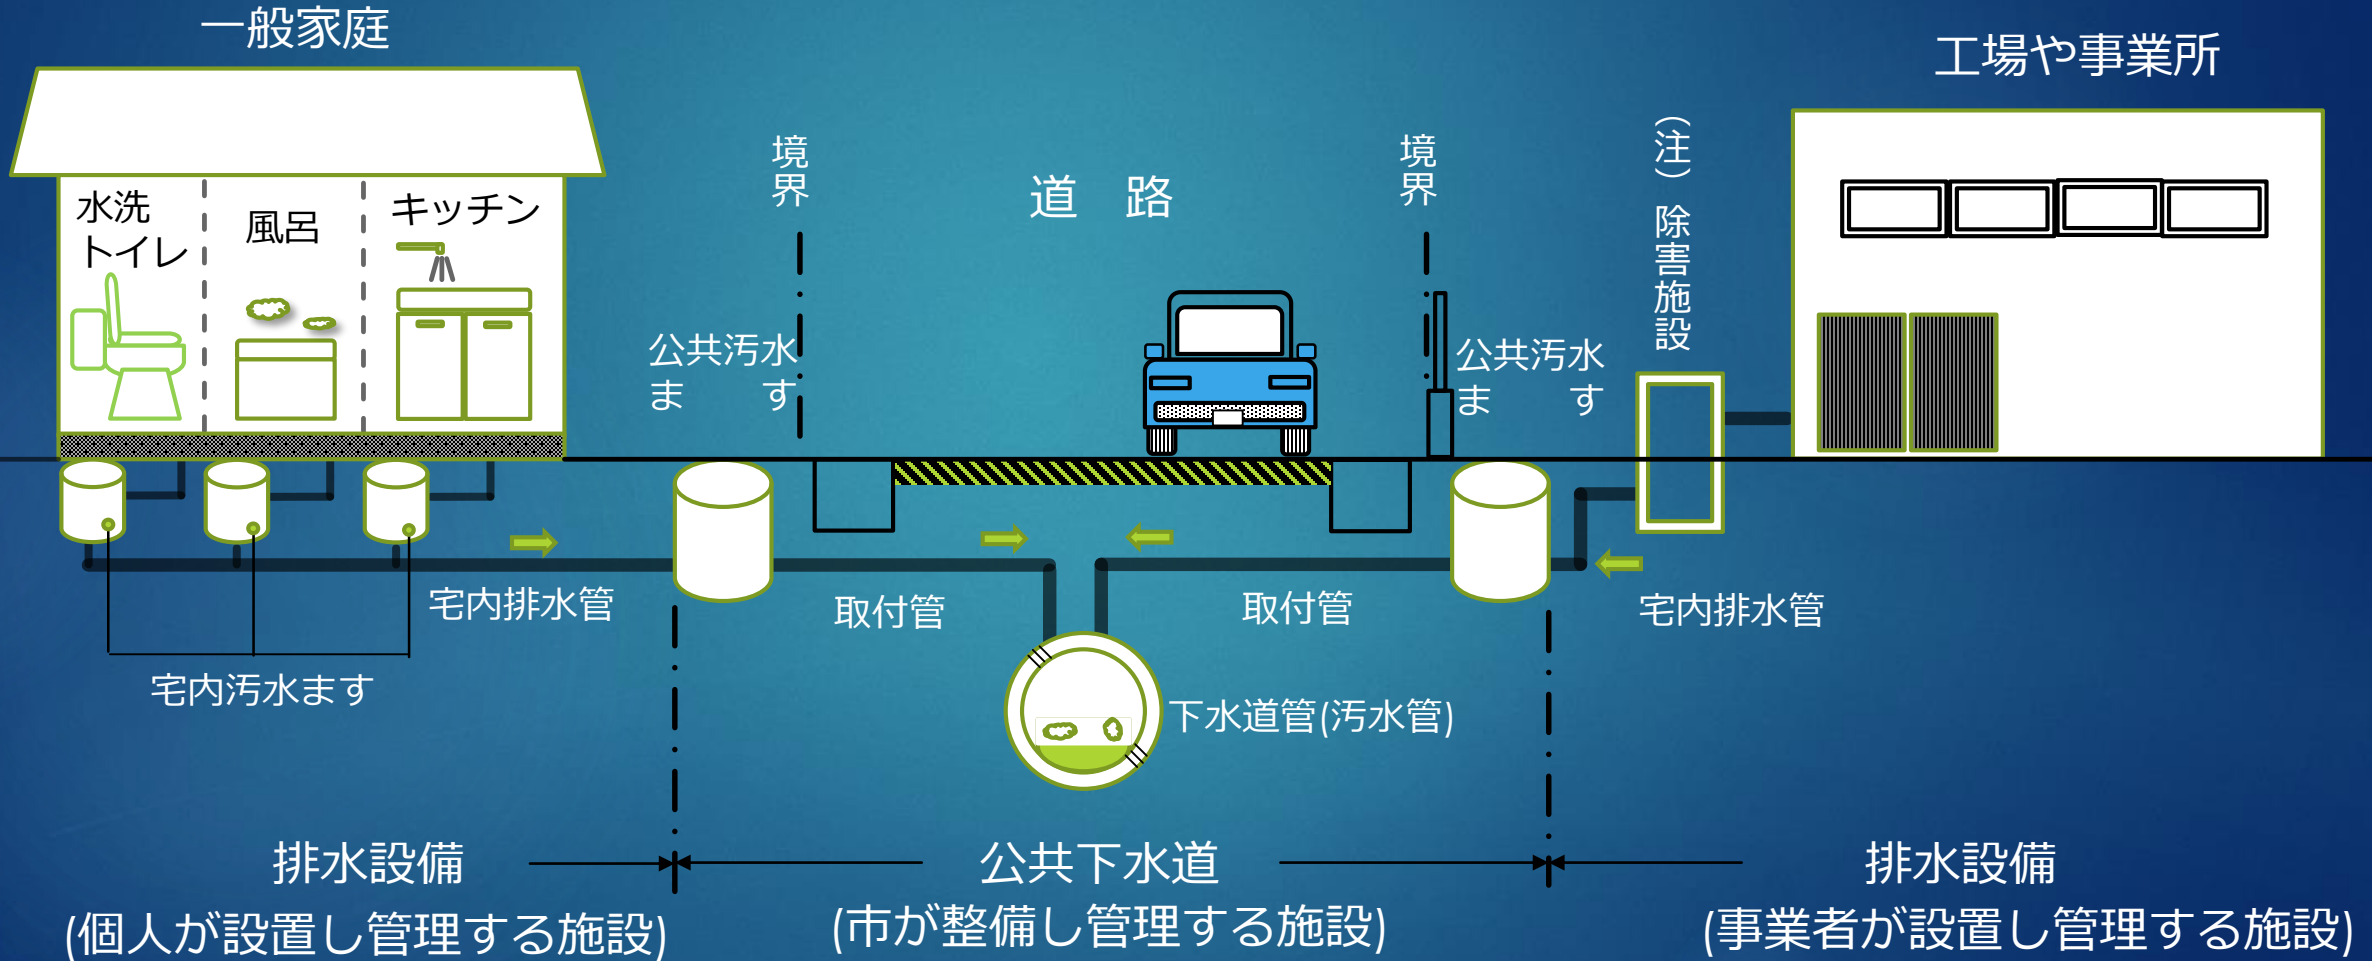 一般家庭
工場や事業所
水洗
トイレ
風呂
キッチン
境界
道　路
境界
(注)　除害施設
公共汚水
ま　　す
公共汚水
ま　　す
宅内排水管
取付管
取付管
宅内排水管
宅内汚水ます
下水道管(汚水管)
排水設備
(個人が設置し管理する施設)
公共下水道
(市が整備し管理する施設)
排水設備
(事業者が設置し管理する施設)